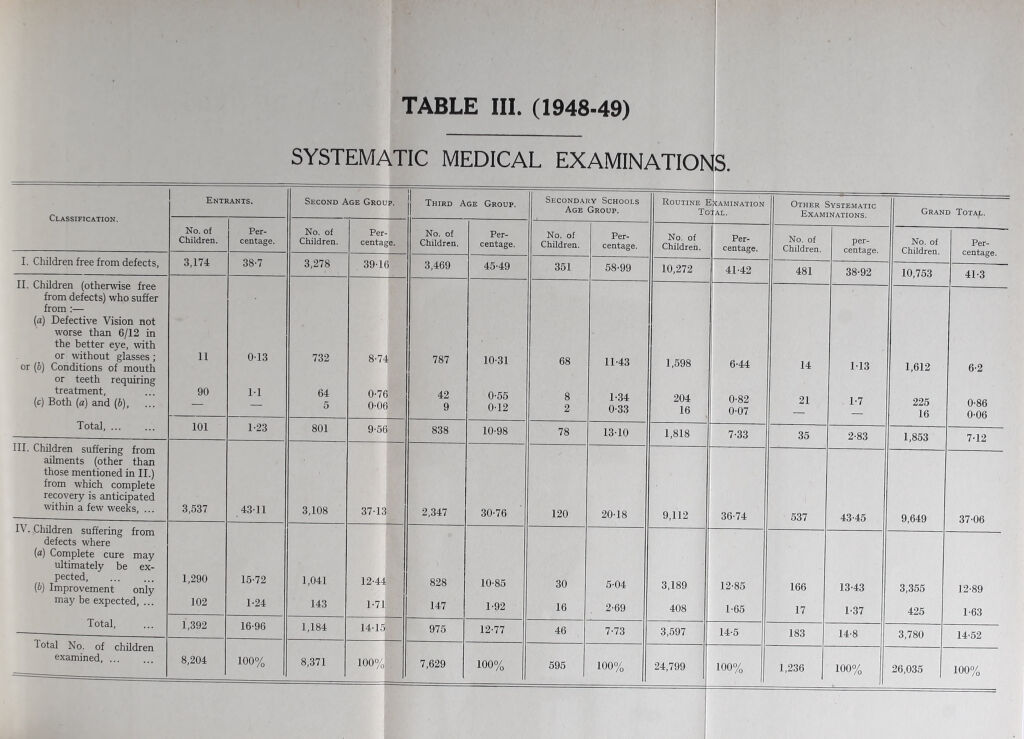 TABLE III. (1948-49)
SYSTEMATIC MEDICAL EXAMINATIONS.
CLASSIFICATION. ENTRANTS. SECOND AGE GROUP. THIRD AGE GROUP. SECONDARY SCHOOLS AGE GROUP. ROUTINE EXAMINATION TOTAL. OTHER SYSTEMATIC EXAMINATIONS. GRAND TOTAL.
No. of Children. Per-centage. No. of Children. Per-centage. No. of Children. Per-centage. No. of Children. Per-centage. No. of Children. Per-centage. No. of Children. per-centage. No. of Children. Per-centage.
I. Children free from defects, 3,174 38·7 3,278 39·16 3,469 45·49 351 58·99 10,272 41·42 481 38·92 10,753 41·3
II. Children (otherwise free
from defects) who suffer
from :—
(a) Defective Vision not
worse than 6/12 in
the better eye, with
or without glasses ; 11 0·13 732 8·74 787 10·31 68 11·43 1,598 6·44 14 1·13 1,612 6·2
or (b) Conditions of mouth
or teeth requiring
treatment, ... 90 1·1 64 0·76 42 0·55 8 1·34 204 0·82 21 1·7 225 0·86
(c) Both (a) and (b), ... — — 5 0·06 9 0·12 2 0·33 16 0·07 — — 16 0·06
Total, ... ... 101 1·23 801 9·56 838 10·98 78 13·10 1,818 7·33 35 2·83 1,853 7·12
III. Children suffering from
ailments (other than
those mentioned in II.)
from which complete
recovery is anticipated
within a few weeks, ... 3,537 43·11 3,108 37·13 2,347 30·76 120 20·18 9,112 36·74 537 43·45 9,649 37·06
IV. Children suffering from
defects where
(a) Complete cure may
ultimately be ex-
pected, ... ... 1,290 15·72 1,041 12·44 828 10·85 30 5·04 3,189 12·85 166 13·43 3,355 12·89
(b) Improvement only
may be expected, ... 102 1·24 143 1·71 147 1·92 16 2·69 408 1·65 17 1·37 425 1·63
Total, ... 1,392 16·96 1,184 14·15 975 12·77 46 7·73 3,597 14·5 183 14·8 3,780 14·52
Total No. of children
examined, ... ... 8,204 100% 8,371 100% 7,629 100% 595 100% 24,799 100% 1,236 100% 26,035 100%